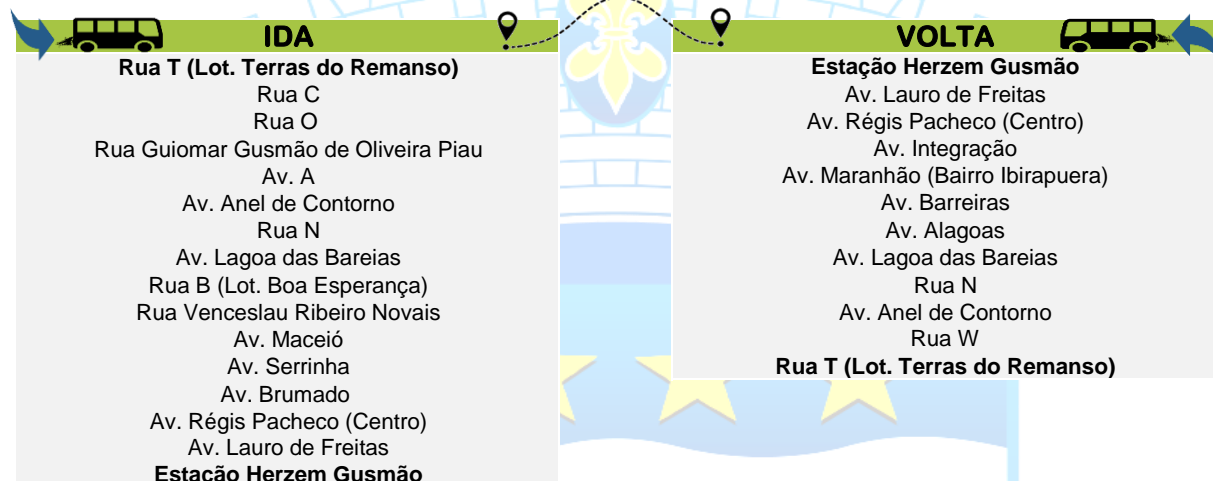 IDA
Rua T (Lot. Terras do Remanso)
Rua C
Rua O
Rua Guiomar Gusmão de Oliveira Piau
Av. A
Av. Anel de Contorno
Rua N
Av. Lagoa das Bareias
Rua B (Lot. Boa Esperança)
Rua Venceslau Ribeiro Novais
Av. Maceió
Av. Serrinha
Av. Brumado
Av. Régis Pacheco (Centro)
Av. Lauro de Freitas
Estação Herzem Gusmão
VOLTA
Estação Herzem Gusmão
Av. Lauro de Freitas
Av. Régis Pacheco (Centro)
Av. Integração
Av. Maranhão (Bairro Ibirapuera)
Av. Barreiras
Av. Alagoas
Av. Lagoa das Bareias
Rua N
Av. Anel de Contorno
Rua W
Rua T (Lot. Terras do Remanso)